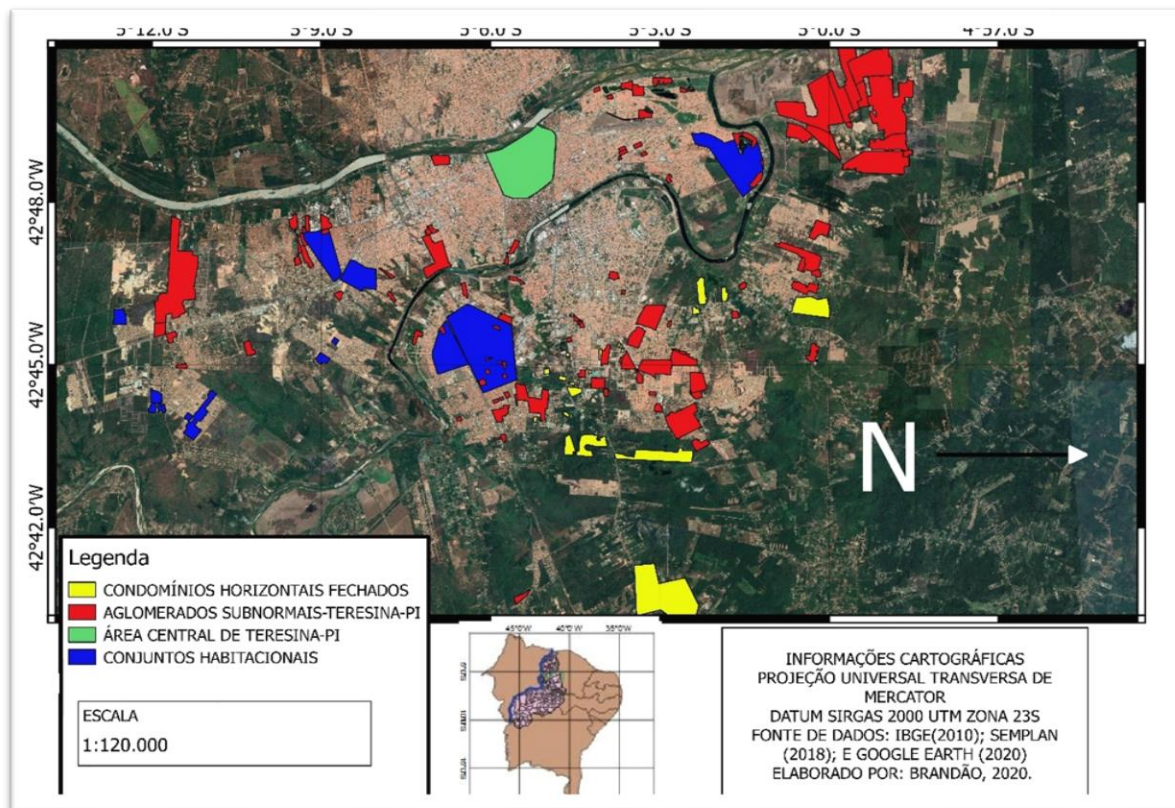 5°12.0'S 5°9.0'S 5°6.0'S 5°3.0'S 5°0.0'S 4°57.0'S
42°48.0'W
42°45.0'W
42°42.0'W
N
Legenda
CONDOMÍNIOS HORIZONTAIS FECHADOS
AGLOMERADOS SUBNORMAIS-TERESINA-PI
ÁREA CENTRAL DE TERESINA-PI
CONJUNTOS HABITACIONAIS
ESCALA
1:120.000
45°0'W 40°0'W 35°0'W
INFORMAÇÕES CARTOGRÁFICAS
PROJEÇÃO UNIVERSAL TRANSVERSA DE
MERCATOR
DATUM SIRGAS 2000 UTM ZONA 23S
FONTE DE DADOS: IBGE(2010); SEMPLAN
(2018); E GOOGLE EARTH (2020)
ELABORADO POR: BRANDÃO, 2020.